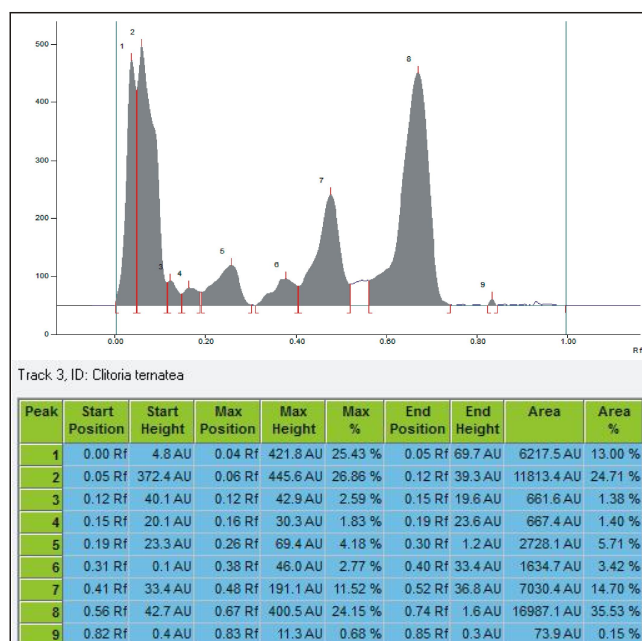 500
400
300
200
100
0
1
2
3
4
5
6
7
8
9
0.00 0.20 0.40 0.60 0.80 1.00
Rf
Track 3, ID: Clitoria ternatea
Peak Start Position Start Height Max Position Max Height Max % End Position End Height Area Area %
1 0.00 Rf 4.8 AU 0.04 Rf 421.8 AU 25.43 % 0.05 Rf 69.7 AU 6217.5 AU 13.00 %
2 0.05 Rf 372.4 AU 0.06 Rf 445.6 AU 26.86 % 0.12 Rf 39.3 AU 11813.4 AU 24.71 %
3 0.12 Rf 40.1 AU 0.12 Rf 42.9 AU 2.59 % 0.15 Rf 19.6 AU 661.6 AU 1.38 %
4 0.15 Rf 20.1 AU 0.16 Rf 30.3 AU 1.83 % 0.19 Rf 23.6 AU 667.4 AU 1.40 %
5 0.19 Rf 23.3 AU 0.26 Rf 69.4 AU 4.18 % 0.30 Rf 1.2 AU 2728.1 AU 5.71 %
6 0.31 Rf 0.1 AU 0.38 Rf 46.0 AU 2.77 % 0.40 Rf 33.4 AU 1634.7 AU 3.42 %
7 0.41 Rf 33.4 AU 0.48 Rf 191.1 AU 11.52 % 0.52 Rf 36.8 AU 7030.4 AU 14.70 %
8 0.56 Rf 42.7 AU 0.67 Rf 400.5 AU 24.15 % 0.74 Rf 1.6 AU 16987.1 AU 35.53 %
9 0.82 Rf 0.4 AU 0.83 Rf 11.3 AU 0.68 % 0.85 Rf 0.3 AU 73.9 AU 0.15 %